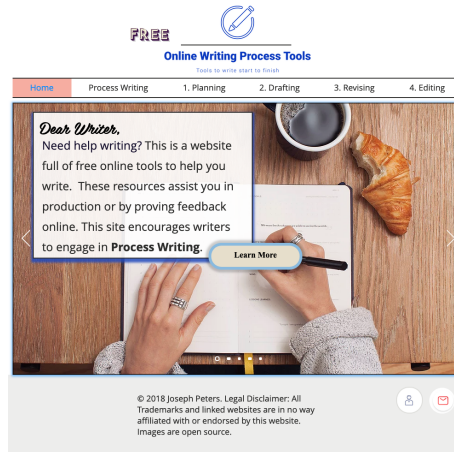 FREE
Online Writing Process Tools
Tools to write start to finish
Home Process Writing 1. Planning 2. Drafting 3. Revising 4. Editing
Dear Writer,
Need help writing? This is a website
full of free online tools to help you
write. These resources assist you in
production or by proving feedback
online. This site encourages writers
to engage in Process Writing.
Learn More
© 2018 Joseph Peters. Legal Disclaimer: All
Trademarks and linked websites are in no way
affiliated with or endorsed by this website.
Images are open source.